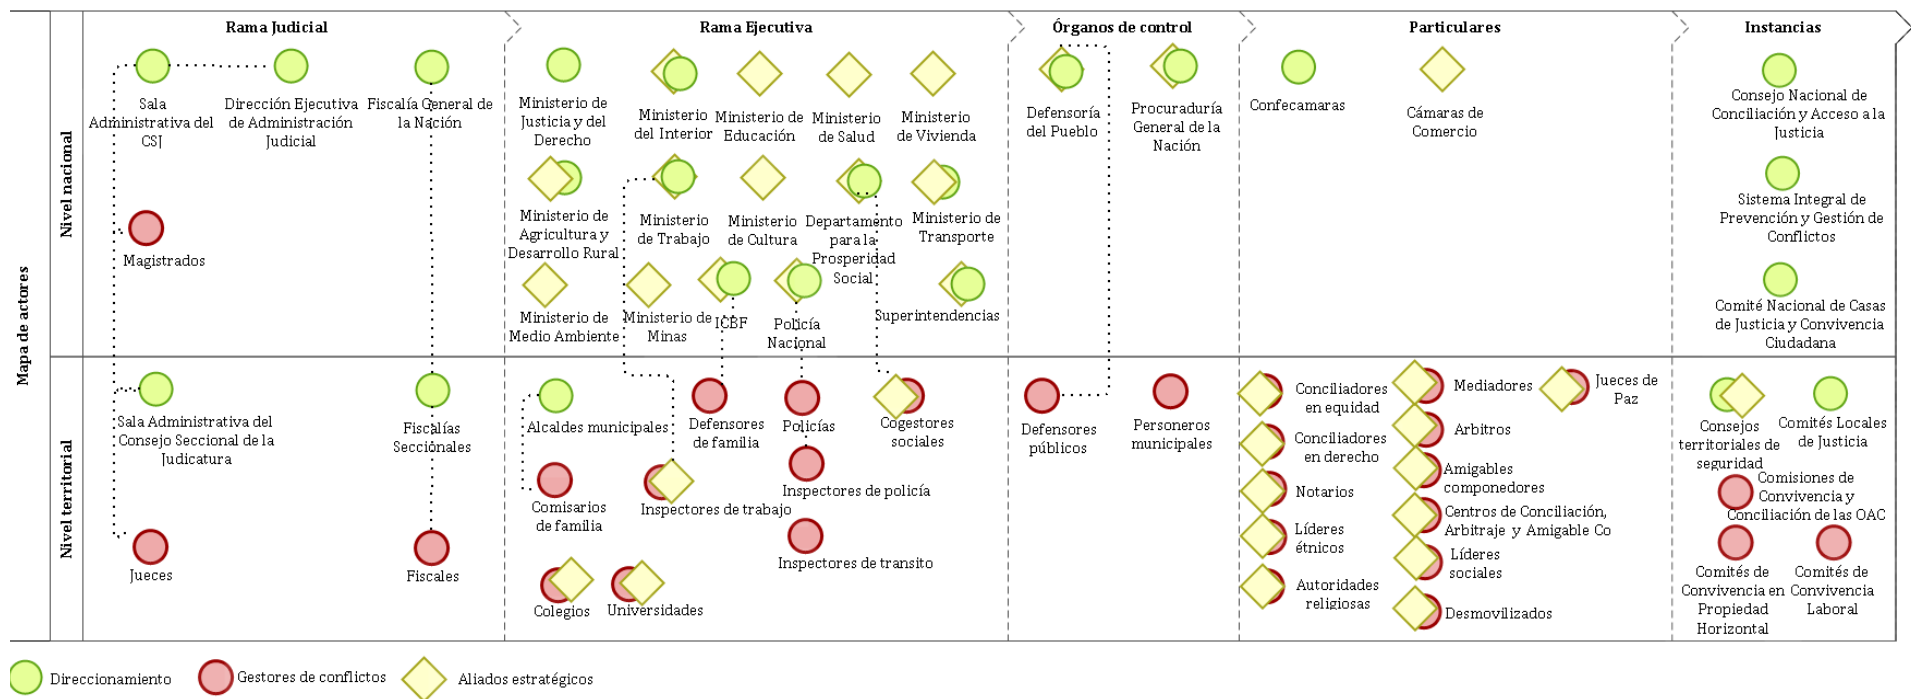 Rama Judicial
Rama Ejecutiva
Órganos de control
Particulares
Instancias
Mapa de actores
Nivel nacional
Sala
Administrativa del
CSJ
Dirección Ejecutiva
de Administración
Judicial
Fiscalía General de
la Nación
Magistrados
Ministerio de
Justicia y del
Derecho
Ministerio
del Interior
Ministerio de
Educación
Ministerio
de Salud
Ministerio
de Vivienda
Ministerio de
Agricultura y
Desarrollo Rural
Ministerio
de Trabajo
Ministerio
de Cultura
Departamento
para la
Prosperidad
Social
Ministerio de
Transporte
Ministerio de
Medio Ambiente
Ministerio de
Minas
ICBF
Policía
Nacional
Superintendencias
Defensoría
del Pueblo
Procuraduría
General de la
Nación
Confecamaras
Cámaras de
Comercio
Consejo Nacional de
Conciliación y Acceso a la
Justicia
Sistema Integral de
Prevención y Gestión de
Conflictos
Comité Nacional de Casas
de Justicia y Convivencia
Ciudadana
Nivel territorial
Sala Administrativa del
Consejo Seccional de la
Judicatura
Fiscalías
Seccionales
Jueces
Fiscales
Alcaldes municipales
Defensores
de familia
Policías
Cogestores
sociales
Comisarios
de familia
Inspectores de trabajo
Inspectores de policía
Inspectores de transito
Colegios
Universidades
Defensores
públicos
Personeros
municipales
Conciliadores
en equidad
Conciliadores
en derecho
Notarios
Líderes
étnicos
Autoridades
religiosas
Mediadores
Arbitros
Amigables
componedores
Centros de Conciliación,
Arbitraje y Amigable Co
Líderes
sociales
Desmovilizados
Jueces de
Paz
Consejos
territoriales de
seguridad
Comités Locales
de Justicia
Comisiones de
Convivencia y
Conciliación de las OAC
Comités de
Convivencia en
Propiedad
Horizontal
Comités de
Convivencia
Laboral
Direccionamiento
Gestores de conflictos
Aliados estratégicos